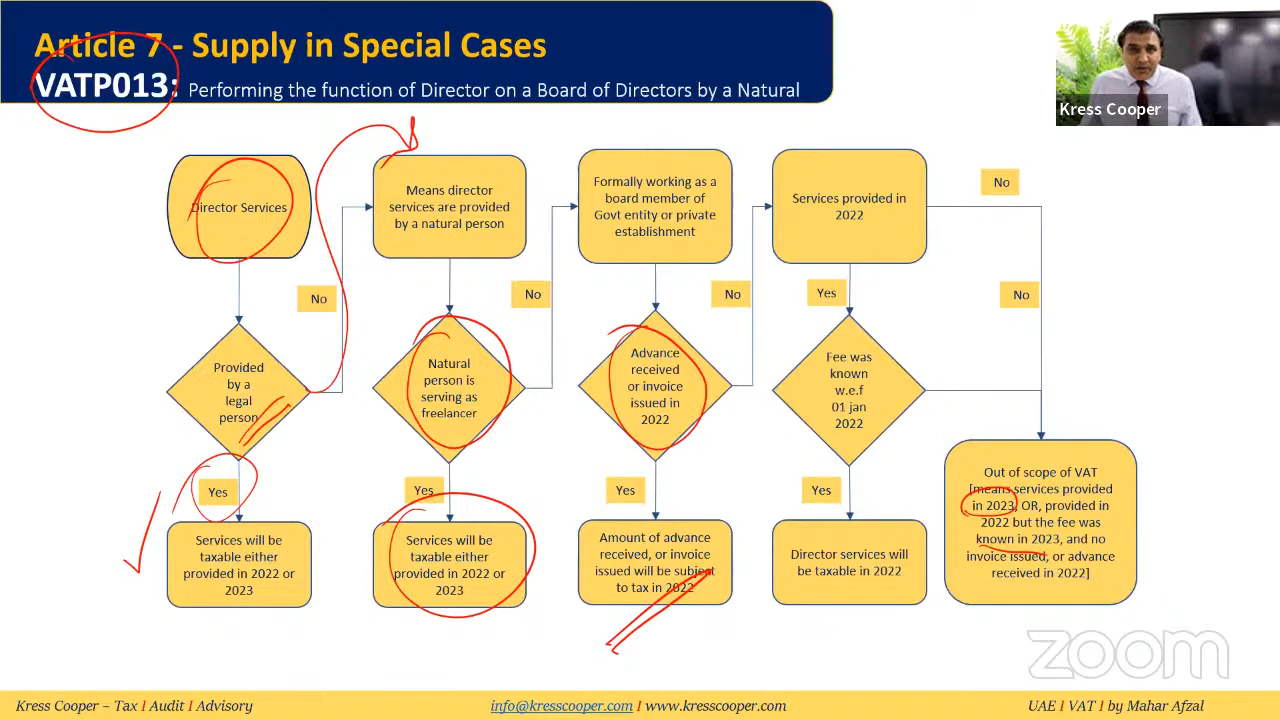 Article 7 - Supply in Special Cases
VATP013: Performing the function of Director on a Board of Directors by a Natural
Kress Cooper
Director Services
Means director
services are provided
by a natural person
Formally working as a
board member of
Govt entity or private
establishment
Services provided in
2022
No
No
No
No
Yes
No
Provided
by a
legal
person
Natural
person is
serving as
freelancer
Advance
received
or invoice
issued in
2022
Fee was
known
w.e.f
01 jan
2022
Yes
Yes
Yes
Yes
Services will be
taxable either
provided in 2022 or
2023
Services will be
taxable either
provided in 2022 or
2023
Amount of advance
received, or invoice
issued will be subject
to tax in 2022
Director services will
be taxable in 2022
Out of scope of VAT
[means services provided
in 2023, OR, provided in
2022 but the fee was
known in 2023, and no
invoice issued, or advance
received in 2022]
zoom
Kress Cooper – Tax I Audit I Advisory
info@kresscooper.com I www.kresscooper.com
UAE I VAT I by Mahar Afzal